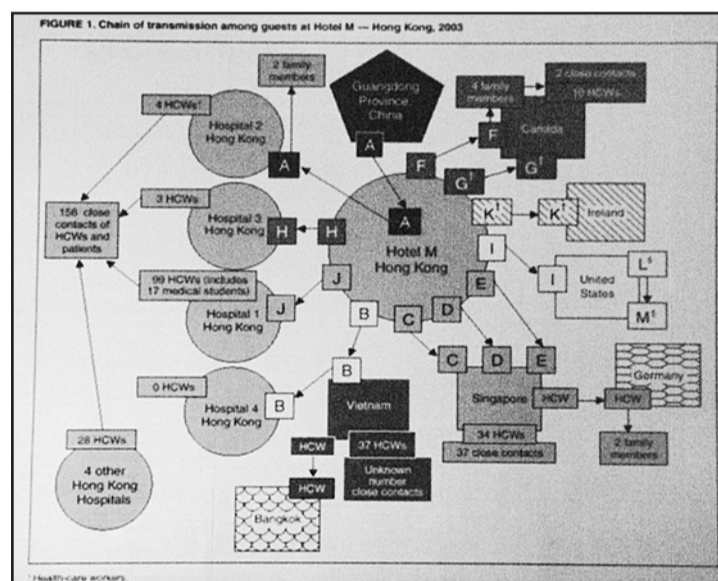 FIGURE 1. Chain of transmission among guests at Hotel M — Hong Kong, 2003
2 family
members
Guangdong
Province,
China
A
4 family
members
2 close contacts
10 HCWs
Canada
F
F
G†
G†
4 HCWs†
Hospital 2
Hong Kong
A
A
Hotel M
Hong Kong
K†
K†
Ireland
156 close
contacts of
HCWs and
patients
3 HCWs
Hospital 3
Hong Kong
H
H
I
I
United
States
L§
M§
99 HCWs (includes
17 medical students)
Hospital 1
Hong Kong
J
J
B
C
D
E
B
C
D
E
0 HCWs
Hospital 4
Hong Kong
B
Vietnam
HCW
37 HCWs
Unknown
number
close contacts
HCW
Bangkok
Singapore
HCW
34 HCWs
37 close contacts
Germany
HCW
2 family
members
28 HCWs
4 other
Hong Kong
Hospitals
Health-care workers.